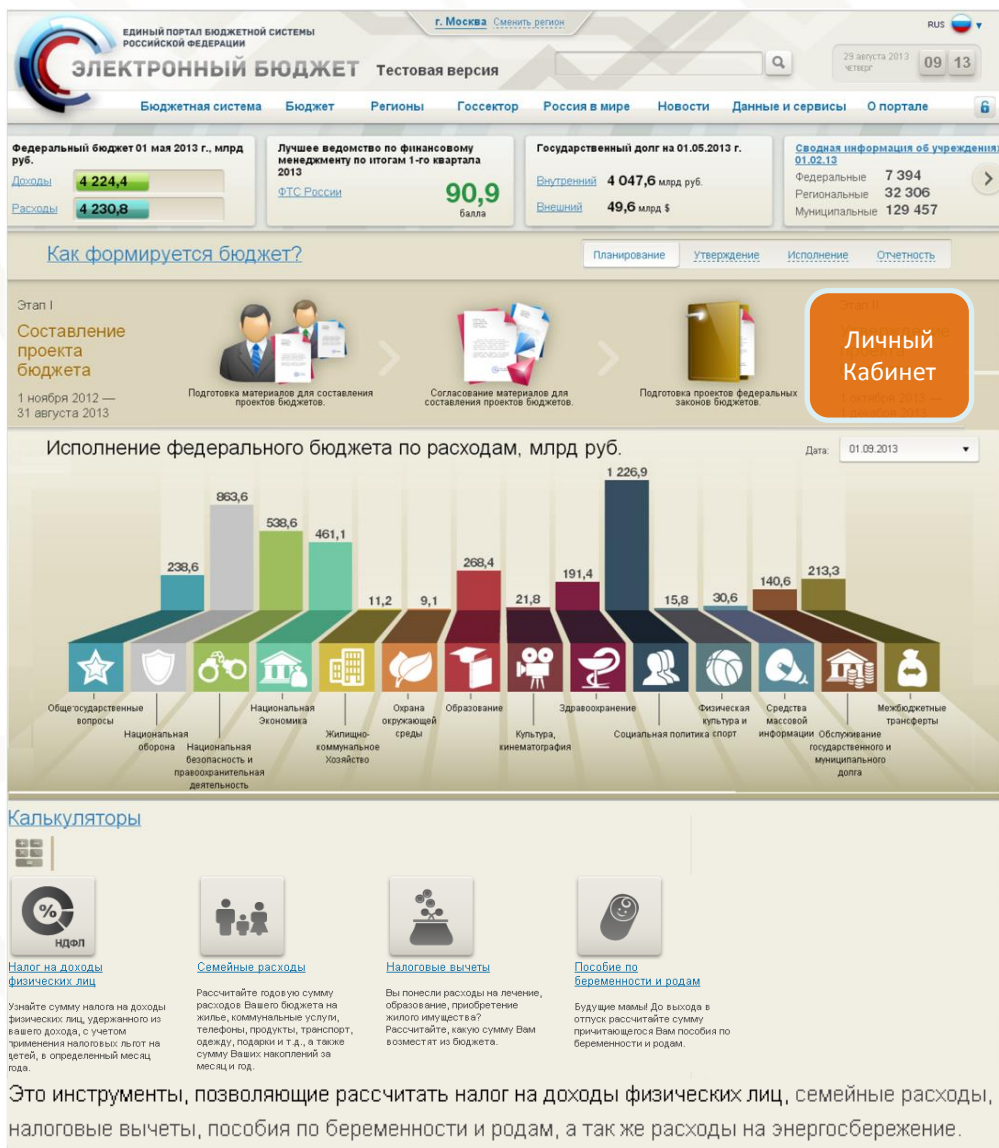 г. Москва Сменить регион
RUS
ЕДИНЫЙ ПОРТАЛ БЮДЖЕТНОЙ СИСТЕМЫ
РОССИЙСКОЙ ФЕДЕРАЦИИ
ЭЛЕКТРОННЫЙ БЮДЖЕТ Тестовая версия
29 августа 2013
четверг
09 13
Бюджетная система Бюджет Регионы Госсектор Россия в мире Новости Данные и сервисы О портале
Федеральный бюджет 01 мая 2013 г., млрд
руб.
Доходы 4 224,4
Расходы 4 230,8
Лучшее ведомство по финансовому
менеджменту по итогам 1-го квартала
2013
ФТС России
90,9
балла
Государственный долг на 01.05.2013 г.
Внутренний 4 047,6 млрд руб.
Внешний 49,6 млрд $
Сводная информация об учреждениях
01.02.13
Федеральные 7 394
Региональные 32 306
Муниципальные 129 457
Как формируется бюджет?
Планирование Утверждение Исполнение Отчетность
Этап I
Составление
проекта
бюджета
1 ноября 2012 —
31 августа 2013
Подготовка материалов для составления
проектов бюджетов.
Согласование материалов для
составления проектов бюджетов.
Подготовка проектов федеральных
законов бюджетов.
Этап II
Личный
Кабинет
Исполнение федерального бюджета по расходам, млрд руб.
Дата: 01.09.2013
238,6
863,6
538,6
461,1
11,2
9,1
268,4
21,8
191,4
1 226,9
15,8
30,6
140,6
213,3
Общегосударственные
вопросы
Национальная
оборона
Национальная
безопасность и
правоохранительная
деятельность
Национальная
Экономика
Жилищно-
коммунальное
Хозяйство
Охрана
окружающей
среды
Образование
Культура,
кинематография
Здравоохранение
Социальная политика
Физическая
культура и
спорт
Средства
массовой
информации
Обслуживание
государственного и
муниципального
долга
Межбюджетные
трансферты
Калькуляторы
%
НДФЛ
Налог на доходы
физических лиц
Узнайте сумму налога на доходы
физических лиц, удержанного из
вашего дохода, с учетом
применения налоговых льгот на
детей, в определенный месяц
года.
Семейные расходы
Рассчитайте годовую сумму
расходов Вашего бюджета на
жилье, коммунальные услуги,
телефоны, продукты, транспорт,
одежду, подарки и т.д., а также
сумму Ваших накоплений за
месяц и год.
Налоговые вычеты
Вы понесли расходы на лечение,
образование, приобретение
жилого имущества?
Рассчитайте, какую сумму Вам
возместят из бюджета.
Пособие по
беременности и родам
Будущие мамы! До выхода в
отпуск рассчитайте сумму
причитающегося Вам пособия по
беременности и родам.
Это инструменты, позволяющие рассчитать налог на доходы физических лиц, семейные расходы,
налоговые вычеты, пособия по беременности и родам, а так же расходы на энергосбережение.